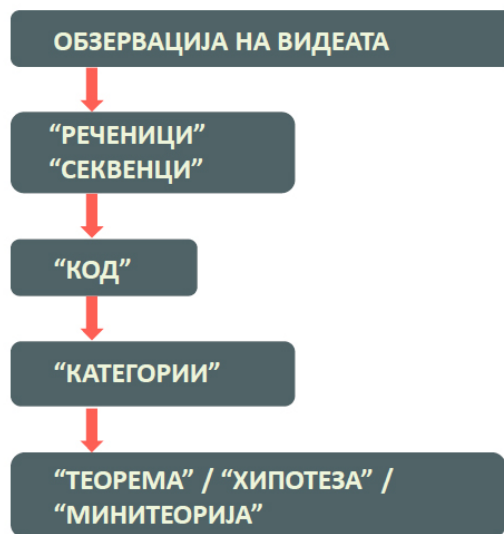 ОБЗЕРВАЦИЈА НА ВИДЕАТА
“РЕЧЕНИЦИ”
“СЕКВЕНЦИ”
“КОД”
“КАТЕГОРИИ”
“ТЕОРЕМА” / “ХИПОТЕЗА” /
“МИНИТЕОРИЈА”